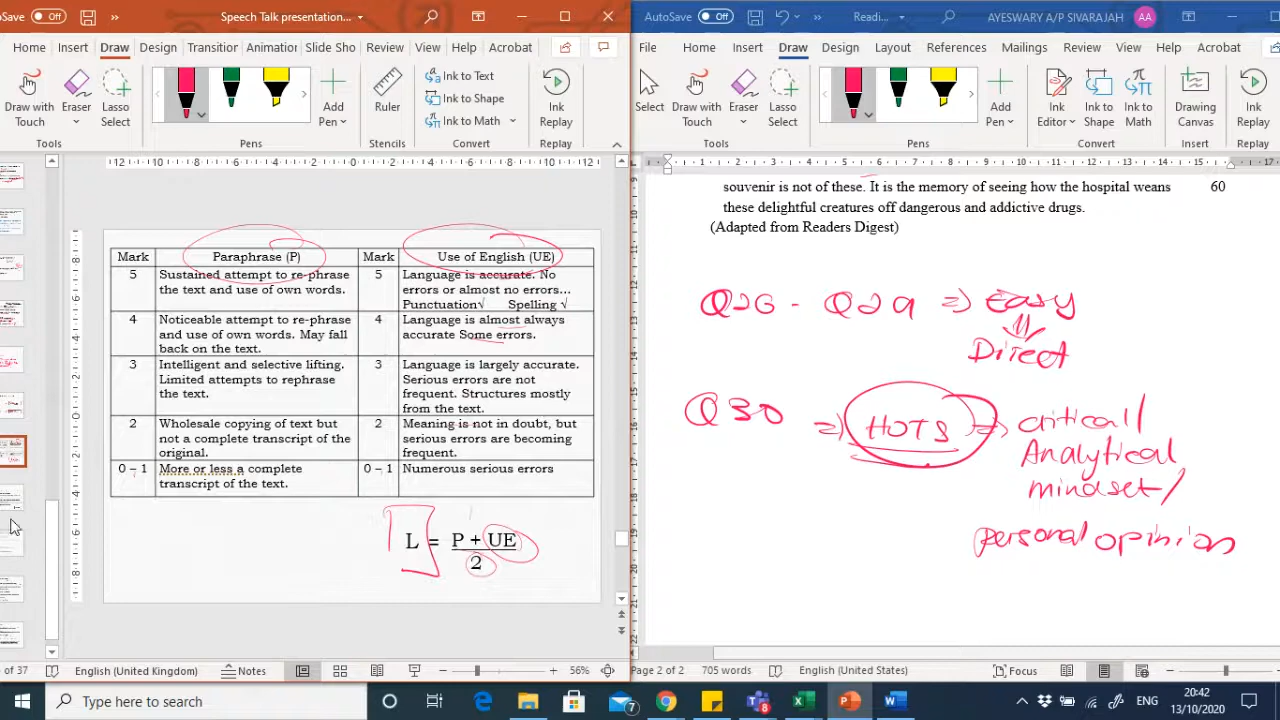 AutoSave Off Speech Talk presentation...
Home Insert Draw Design Transition Animation Slide Sho Review View Help Acrobat
Draw with Touch
Eraser
Lasso Select
Add Pen
Ruler
Ink to Text
Ink to Shape
Ink to Math
Ink Replay
Tools Pens Stencils Convert Replay
Mark Paraphrase (P) Mark Use of English (UE)
5 Sustained attempt to re-phrase 5 Language is accurate. No
the text and use of own words. errors or almost no errors...
Punctuation√ Spelling √
4 Noticeable attempt to re-phrase 4 Language is almost always
and use of own words. May fall accurate Some errors.
back on the text.
3 Intelligent and selective lifting. 3 Language is largely accurate.
Limited attempts to rephrase Serious errors are not
the text. frequent. Structures mostly
from the text.
2 Wholesale copying of text but 2 Meaning is not in doubt, but
not a complete transcript of the serious errors are becoming
original. frequent.
0 – 1 More or less a complete 0 – 1 Numerous serious errors
transcript of the text.
L = P + UE
2
of 37 English (United Kingdom) Notes 56%
AutoSave Off Readi... AYESWARY A/P SIVARAJAH AA
File Home Insert Draw Design Layout References Mailings Review View Help Acrobat
Select
Draw with Touch
Eraser
Lasso Select
Add Pen
Ink Editor
Ink to Shape
Ink to Math
Drawing Canvas
Ink Replay
Tools Pens Convert Insert Replay
souvenir is not of these. It is the memory of seeing how the hospital weans 60
these delightful creatures off dangerous and addictive drugs.
(Adapted from Readers Digest)
Q26 - Q29 => Easy
Direct
Q30 => HOTS => critical/
Analytical
mindset/
personal opinion
Page 2 of 2 705 words English (United States) Focus
Type here to search
ENG
20:42
13/10/2020